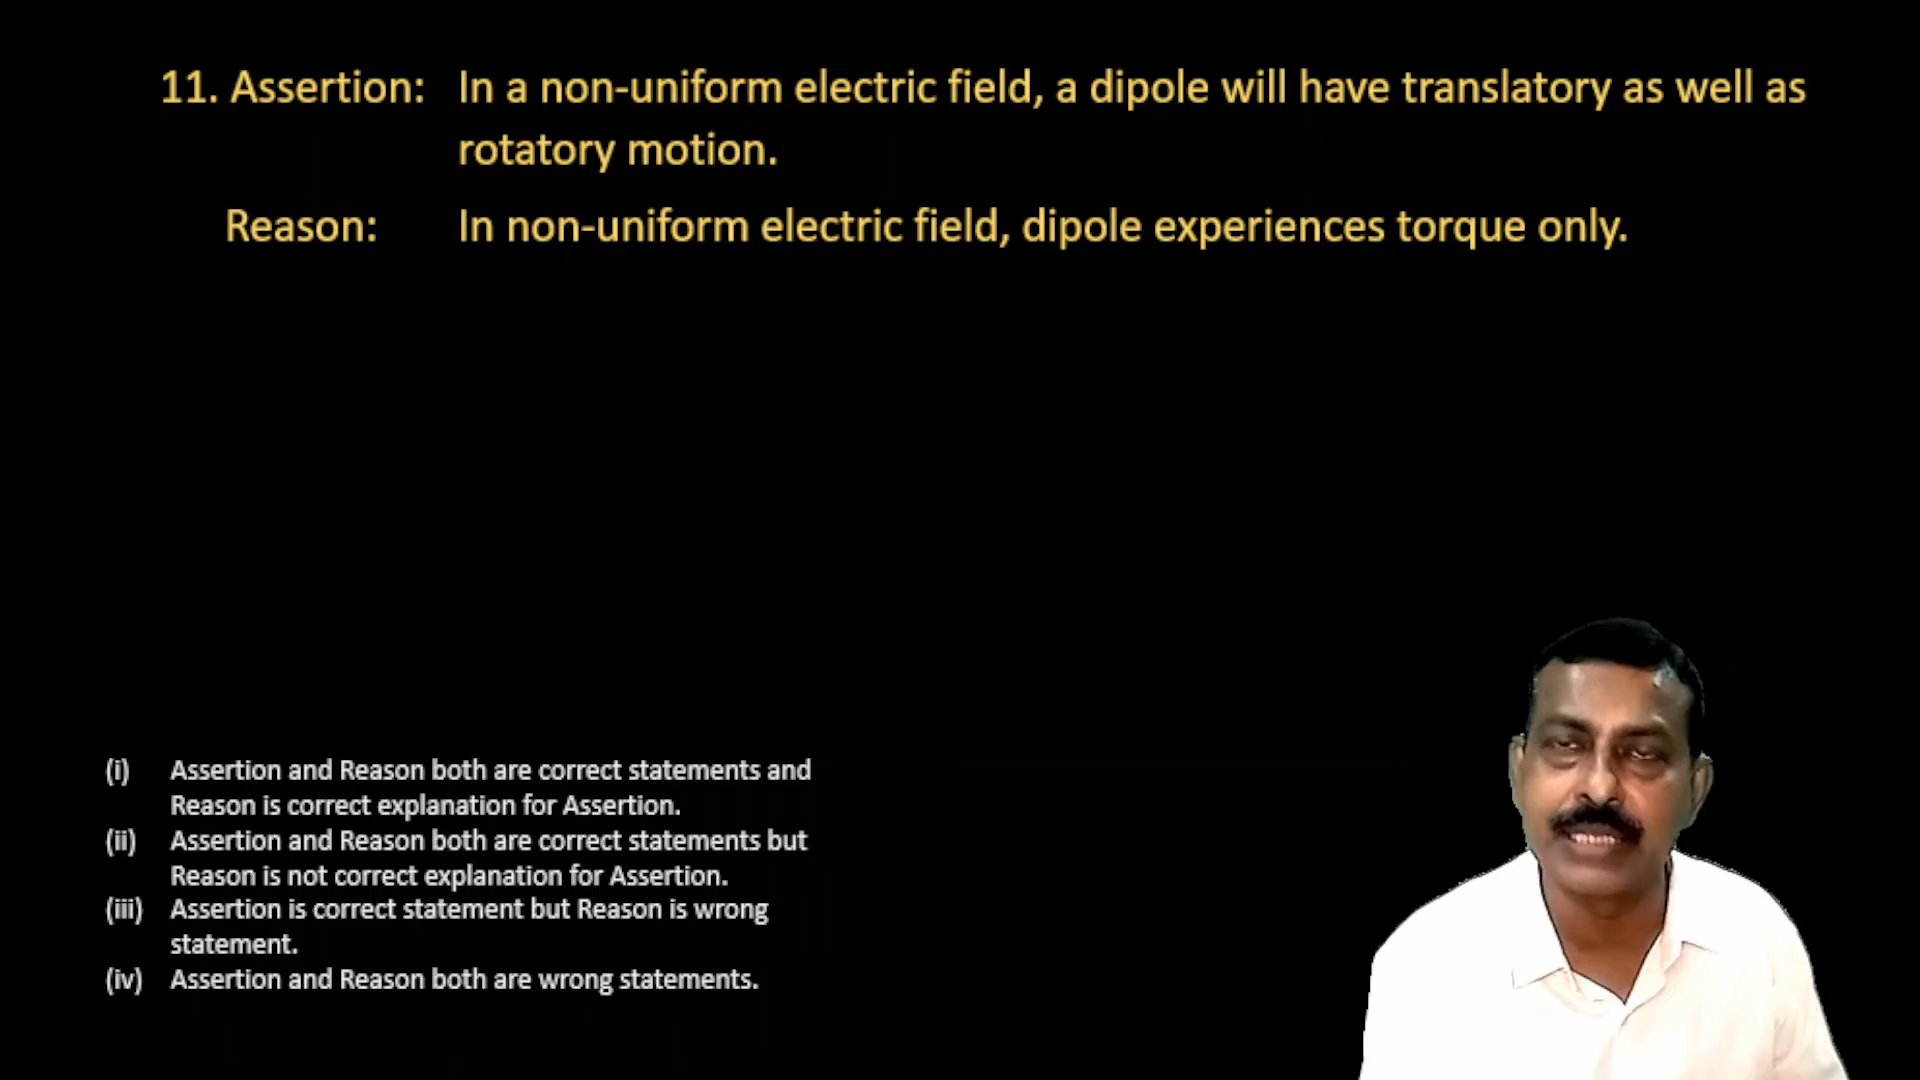 11. Assertion: In a non-uniform electric field, a dipole will have translatory as well as
rotatory motion.
Reason: In non-uniform electric field, dipole experiences torque only.
(i) Assertion and Reason both are correct statements and
Reason is correct explanation for Assertion.
(ii) Assertion and Reason both are correct statements but
Reason is not correct explanation for Assertion.
(iii) Assertion is correct statement but Reason is wrong
statement.
(iv) Assertion and Reason both are wrong statements.